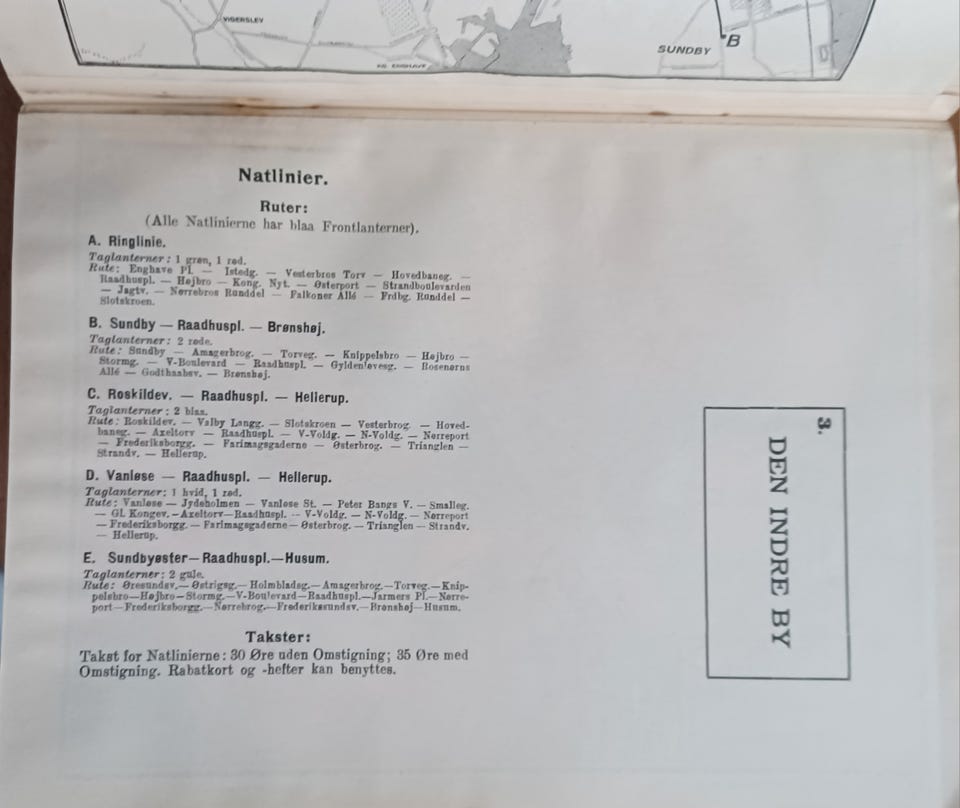 VIGERSLEV
KG. ENGHAVE
SUNDBY
B
Natlinier.
Ruter:
(Alle Natlinierne har blaa Frontlanterner).
A. Ringlinie.
Taglanterner: 1 grøn, 1 rød.
Rute: Enghave Pl. — Istedg. — Vesterbros Torv — Hovedbaneg. —
Raadhuspl. — Højbro — Kong. Nyt. — Østerport — Strandboulevarden
— Jagtv. — Nørrebros Runddel — Falkoner Allé — Frdbg. Runddel —
Slotskroen.
B. Sundby — Raadhuspl. — Brønshøj.
Taglanterner: 2 røde.
Rute: Sundby — Amagerbrog. — Torveg. — Knippelsbro — Højbro —
Stormg. — V-Boulevard — Raadhuspl. — Gyldenløvesg. — Rosenørns
Allé — Godthaabsv. — Brønshøj.
C. Roskildev. — Raadhuspl. — Hellerup.
Taglanterner: 2 blaa.
Rute: Roskildev. — Valby Langg. — Slotskroen — Vesterbrog. — Hoved-
baneg. — Axeltorv — Raadhuspl. — V-Voldg. — N-Voldg. — Nørreport
— Frederiksborgg. — Farimagsgaderne — Østerbrog. — Trianglen —
Strandv. — Hellerup.
D. Vanløse — Raadhuspl. — Hellerup.
Taglanterner: 1 hvid, 1 rød.
Rute: Vanløse — Jydeholmen — Vanløse St. — Peter Bangs V. — Smalleg.
— Gl. Kongev. — Axeltorv — Raadhuspl. — V-Voldg. — N-Voldg. — Nørreport
— Frederiksborgg. — Farimagsgaderne — Østerbrog. — Trianglen — Strandv.
— Hellerup.
E. Sundbyøster — Raadhuspl. — Husum.
Taglanterner: 2 gule.
Rute: Øresundsv. — Østrigsg. — Holmbladsg. — Amagerbrog. — Torveg. — Knip-
pelsbro — Højbro — Stormg. — V-Boulevard — Raadhuspl. — Jarmers Pl. — Nørre-
port — Frederiksborgg. — Nørrebrog. — Frederikssundsv. — Brønshøj — Husum.
Takster:
Takst for Natlinierne: 30 Øre uden Omstigning; 35 Øre med
Omstigning. Rabatkort og -hefter kan benyttes.
3.
DEN INDRE BY